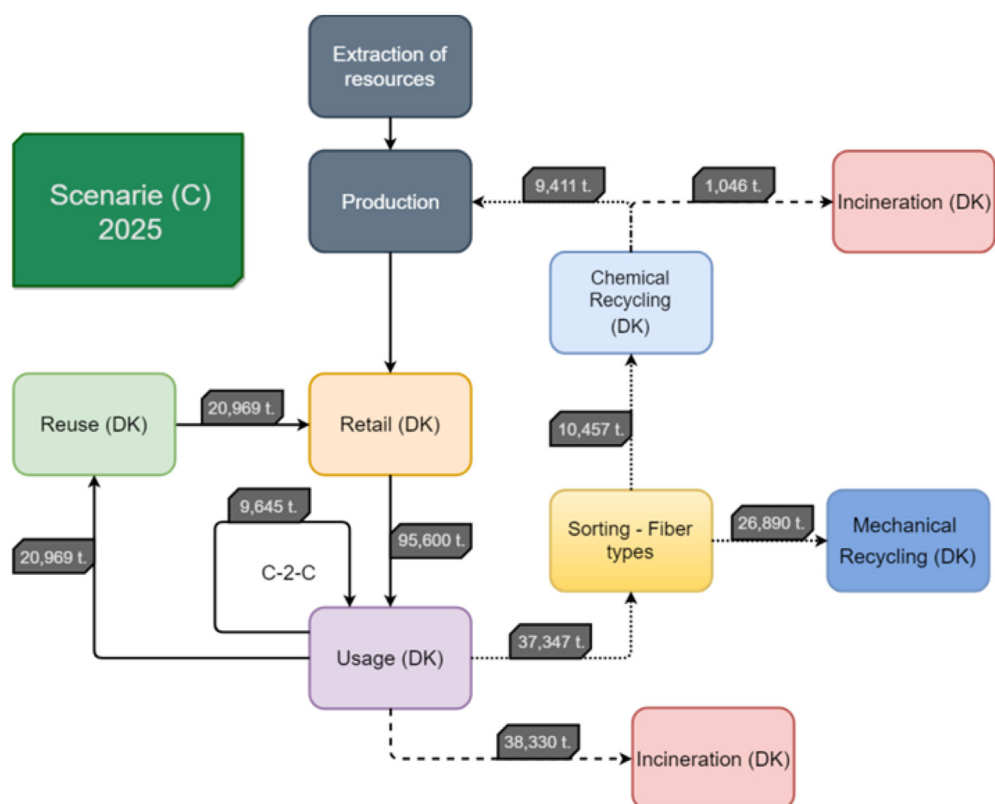 Extraction of
resources
Scenarie (C)
2025
Production
9,411 t.
1,046 t.
Incineration (DK)
Chemical
Recycling
(DK)
Reuse (DK)
20,969 t.
Retail (DK)
10,457 t.
9,645 t.
20,969 t.
C-2-C
95,600 t.
Sorting - Fiber
types
26,890 t.
Mechanical
Recycling (DK)
Usage (DK)
37,347 t.
38,330 t.
Incineration (DK)